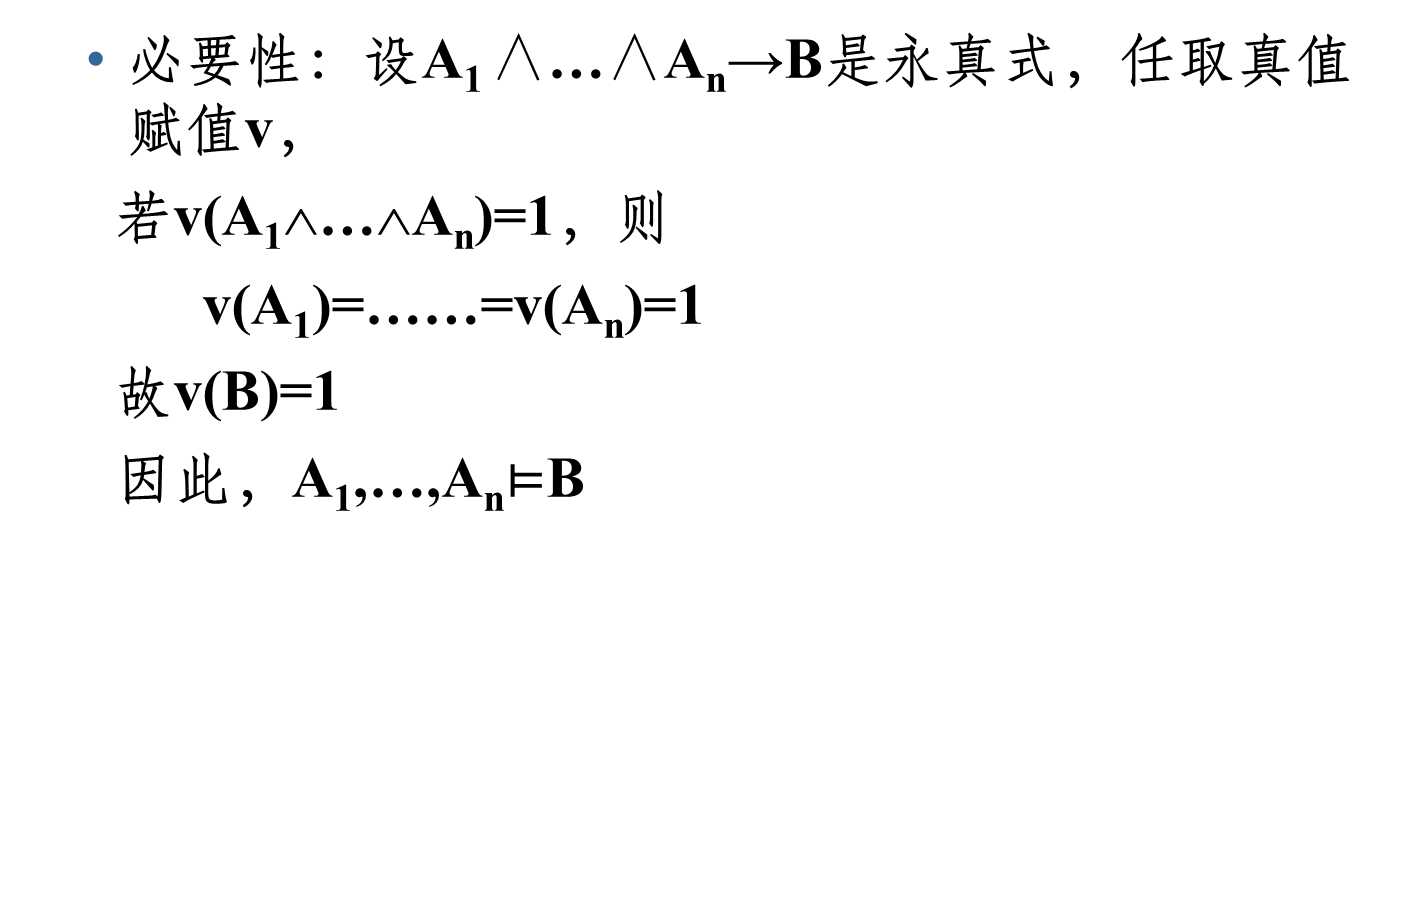 • 必要性：设A₁∧…∧Aₙ→B是永真式，任取真值
赋值v，
若v(A₁∧…∧Aₙ)=1，则
v(A₁)=……=v(Aₙ)=1
故v(B)=1
因此，A₁,…,Aₙ⊨B